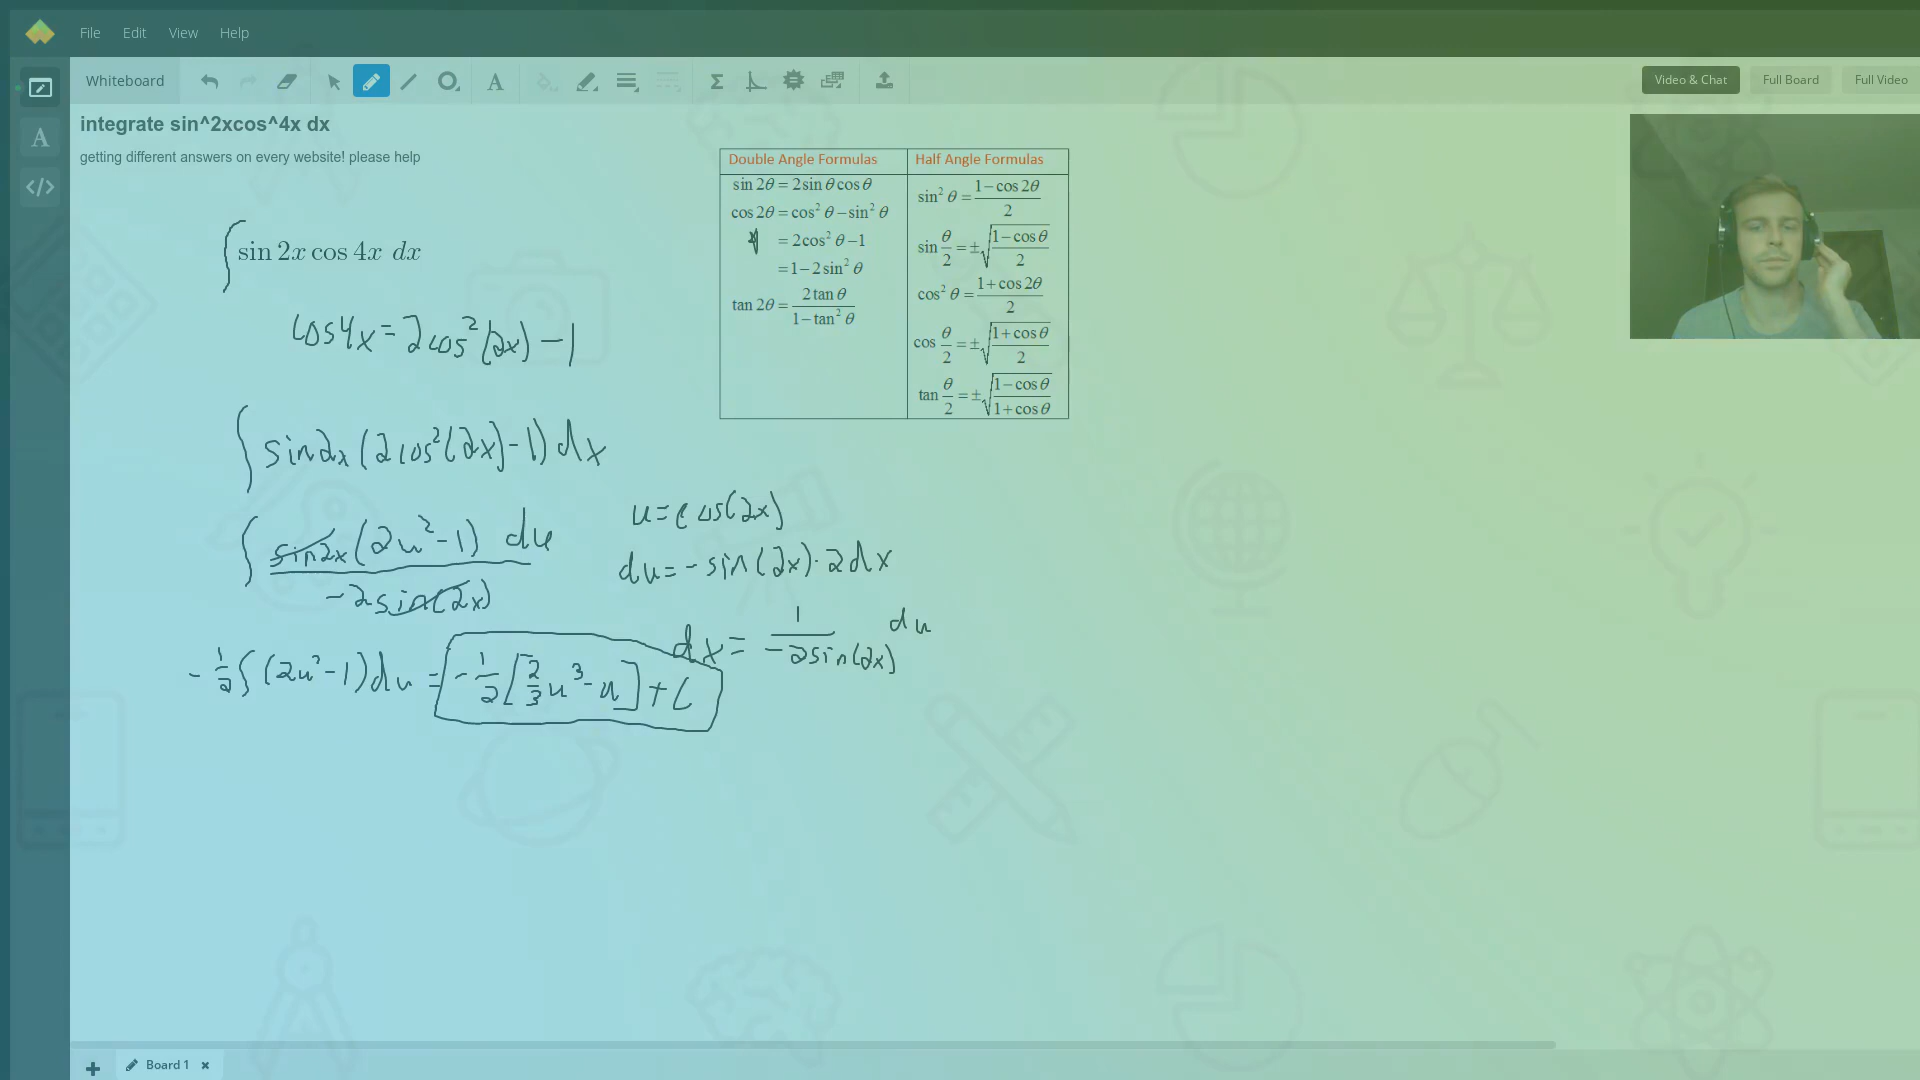 File Edit View Help
Whiteboard
A
Σ
Video & Chat Full Board Full Video
A
</>
integrate sin^2xcos^4x dx
getting different answers on every website! please help
∫ sin 2x cos 4x dx
cos4x = 2cos²(2x) - 1
∫ sin2x (2cos²(2x) - 1) dx
∫ sin2x (2u² - 1) du / -2sin(2x)
-1/2 ∫ (2u² - 1) du = -1/2 [2/3 u³ - u] + C
u = cos(2x)
du = -sin(2x) · 2dx
dx = 1 / -2sin(2x) du
Double Angle Formulas
sin 2θ = 2 sin θ cos θ
cos 2θ = cos² θ − sin² θ
= 2 cos² θ − 1
= 1 − 2 sin² θ
tan 2θ = 2 tan θ / 1 − tan² θ
Half Angle Formulas
sin² θ = 1 − cos 2θ / 2
sin θ/2 = ±√(1 − cos θ / 2)
cos² θ = 1 + cos 2θ / 2
cos θ/2 = ±√(1 + cos θ / 2)
tan θ/2 = ±√(1 − cos θ / 1 + cos θ)
Board 1